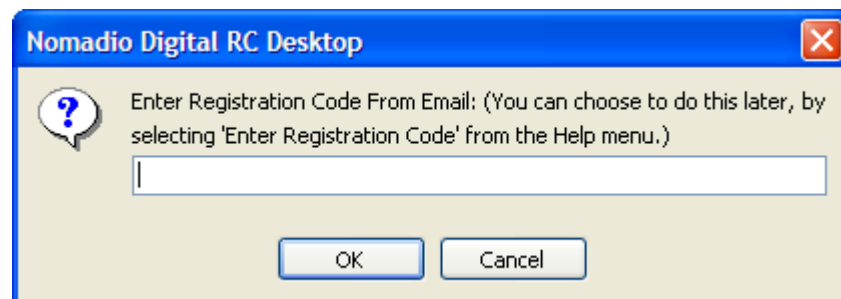 Nomadio Digital RC Desktop
Enter Registration Code From Email: (You can choose to do this later, by
selecting 'Enter Registration Code' from the Help menu.)
OK
Cancel